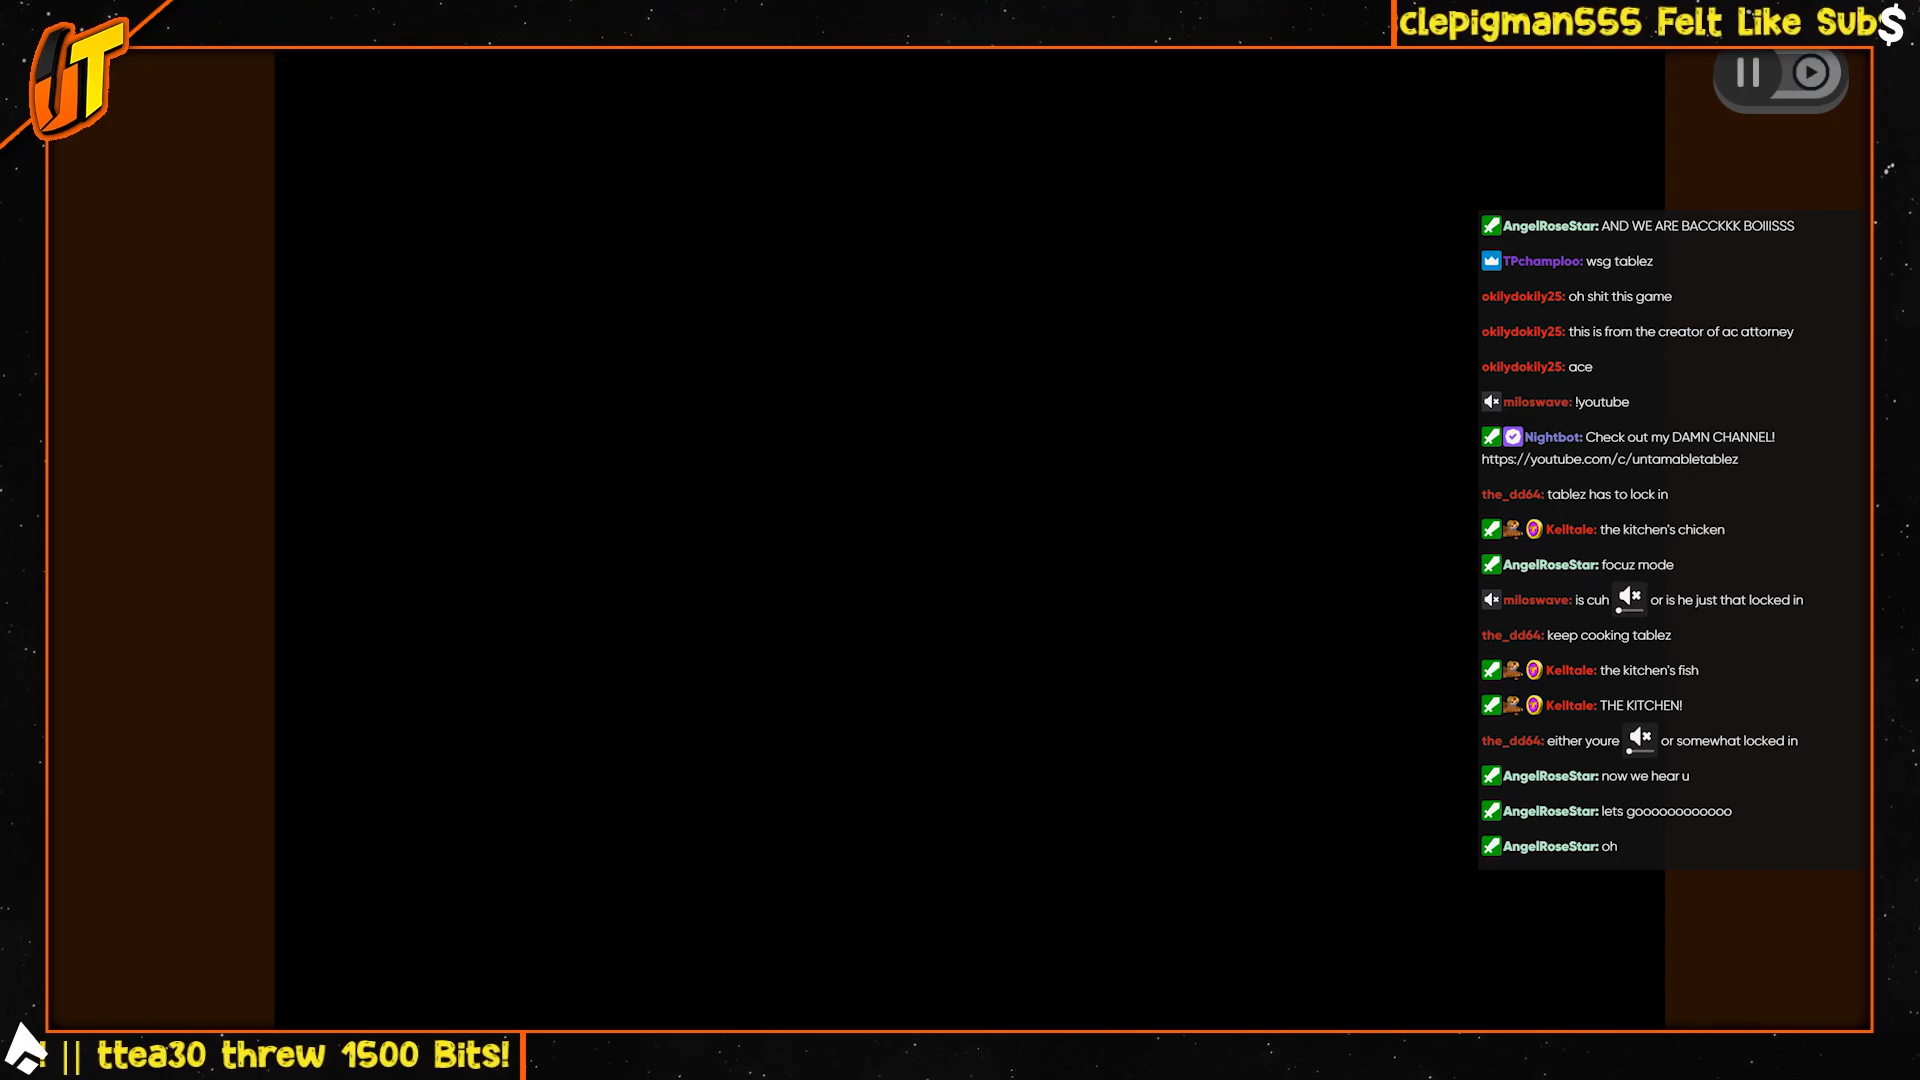 clepigman555 Felt Like Sub
UT
AngelRoseStar: AND WE ARE BACCKKK BOIIISSS
TPchamploo: wsg tablez
okilydokily25: oh shit this game
okilydokily25: this is from the creator of ac attorney
okilydokily25: ace
miloswave: !youtube
Nightbot: Check out my DAMN CHANNEL!
https://youtube.com/c/untamabletablez
the_dd64: tablez has to lock in
Kelltale: the kitchen's chicken
AngelRoseStar: focuz mode
miloswave: is cuh or is he just that locked in
the_dd64: keep cooking tablez
Kelltale: the kitchen's fish
Kelltale: THE KITCHEN!
the_dd64: either youre or somewhat locked in
AngelRoseStar: now we hear u
AngelRoseStar: lets goooooooooooo
AngelRoseStar: oh
! || ttea30 threw 1500 Bits!